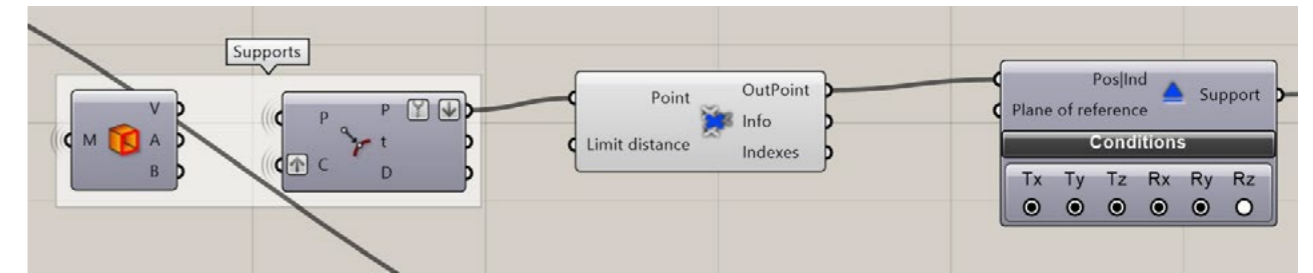 Supports
M
V
A
B
P
C
P
t
D
Point
Limit distance
OutPoint
Info
Indexes
Pos|Ind
Plane of reference
Support
Conditions
Tx Ty Tz Rx Ry Rz